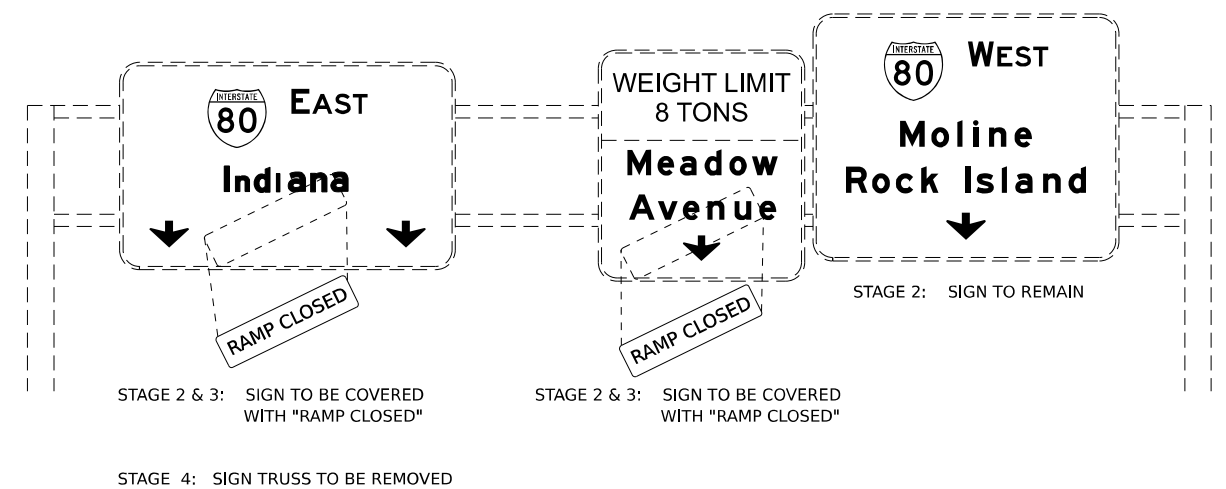 INTERSTATE
80
EAST
Indiana
RAMP CLOSED
STAGE 2 & 3: SIGN TO BE COVERED
WITH "RAMP CLOSED"
STAGE 4: SIGN TRUSS TO BE REMOVED
WEIGHT LIMIT
8 TONS
Meadow
Avenue
RAMP CLOSED
STAGE 2 & 3: SIGN TO BE COVERED
WITH "RAMP CLOSED"
INTERSTATE
80
WEST
Moline
Rock Island
STAGE 2: SIGN TO REMAIN